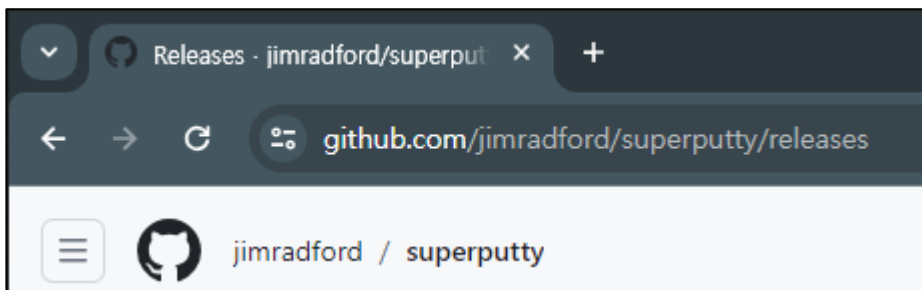 Releases · jimradford/superput
github.com/jimradford/superputty/releases
jimradford / superputty